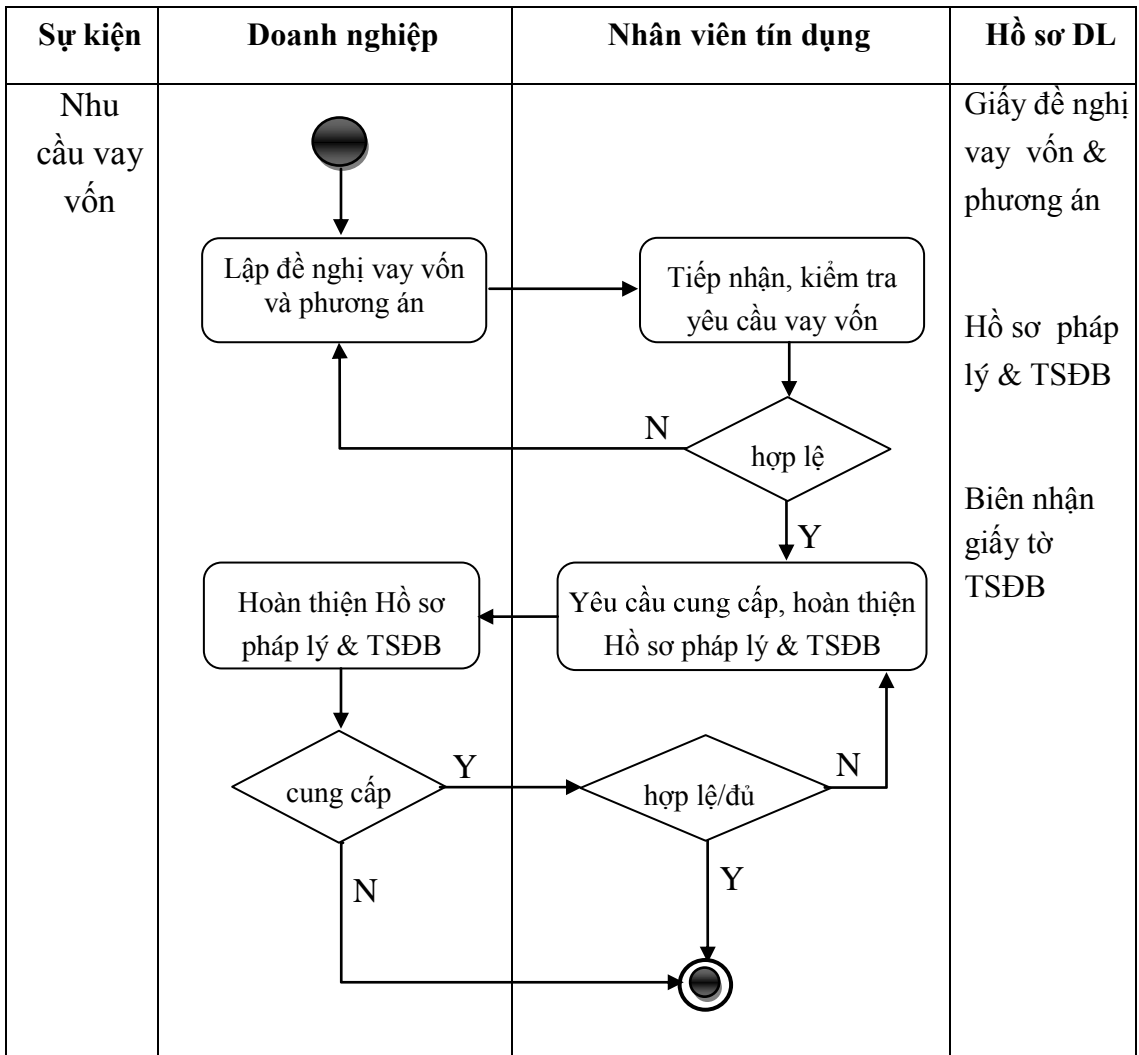 Sự kiện
Doanh nghiệp
Nhân viên tín dụng
Hồ sơ DL
Nhu
cầu vay
vốn
Giấy đề nghị
vay vốn &
phương án
Lập đề nghị vay vốn
và phương án
Tiếp nhận, kiểm tra
yêu cầu vay vốn
Hồ sơ pháp
lý & TSĐB
N
hợp lệ
Y
Biên nhận
giấy tờ
TSĐB
Hoàn thiện Hồ sơ
pháp lý & TSĐB
Yêu cầu cung cấp, hoàn thiện
Hồ sơ pháp lý & TSĐB
cung cấp
Y
hợp lệ/đủ
N
N
Y